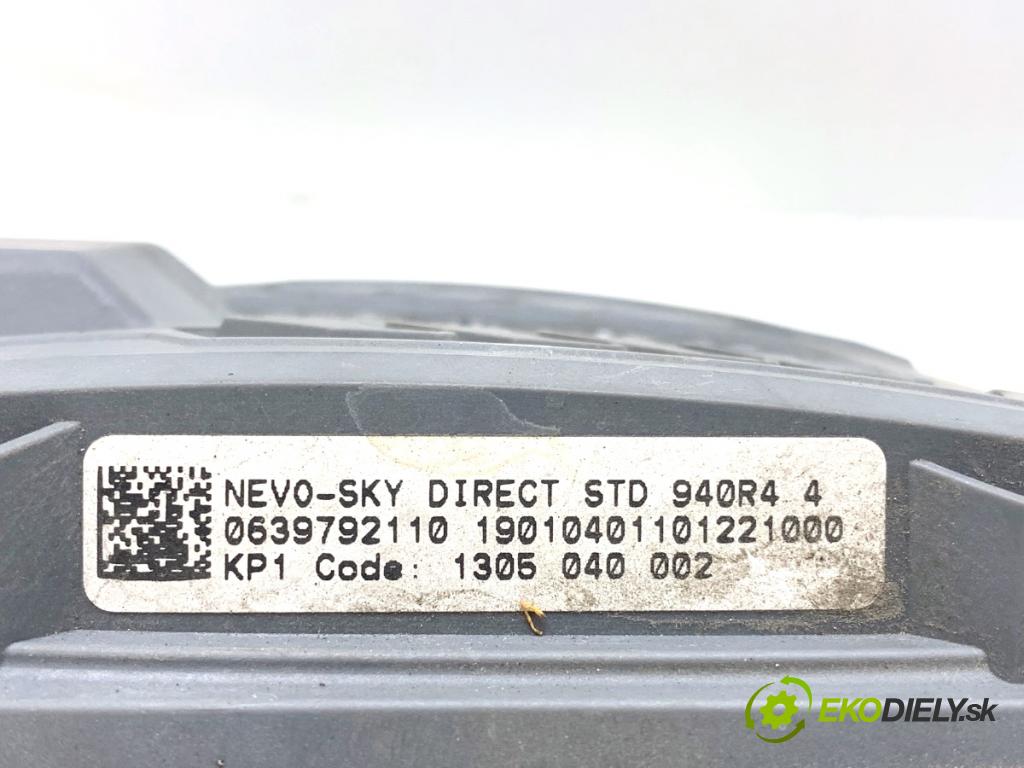 NEVO-SKY DIRECT STD 940R4 4
0639792110 19010401101221000
KP1 Code: 1305 040 002
EKODIELY.sk